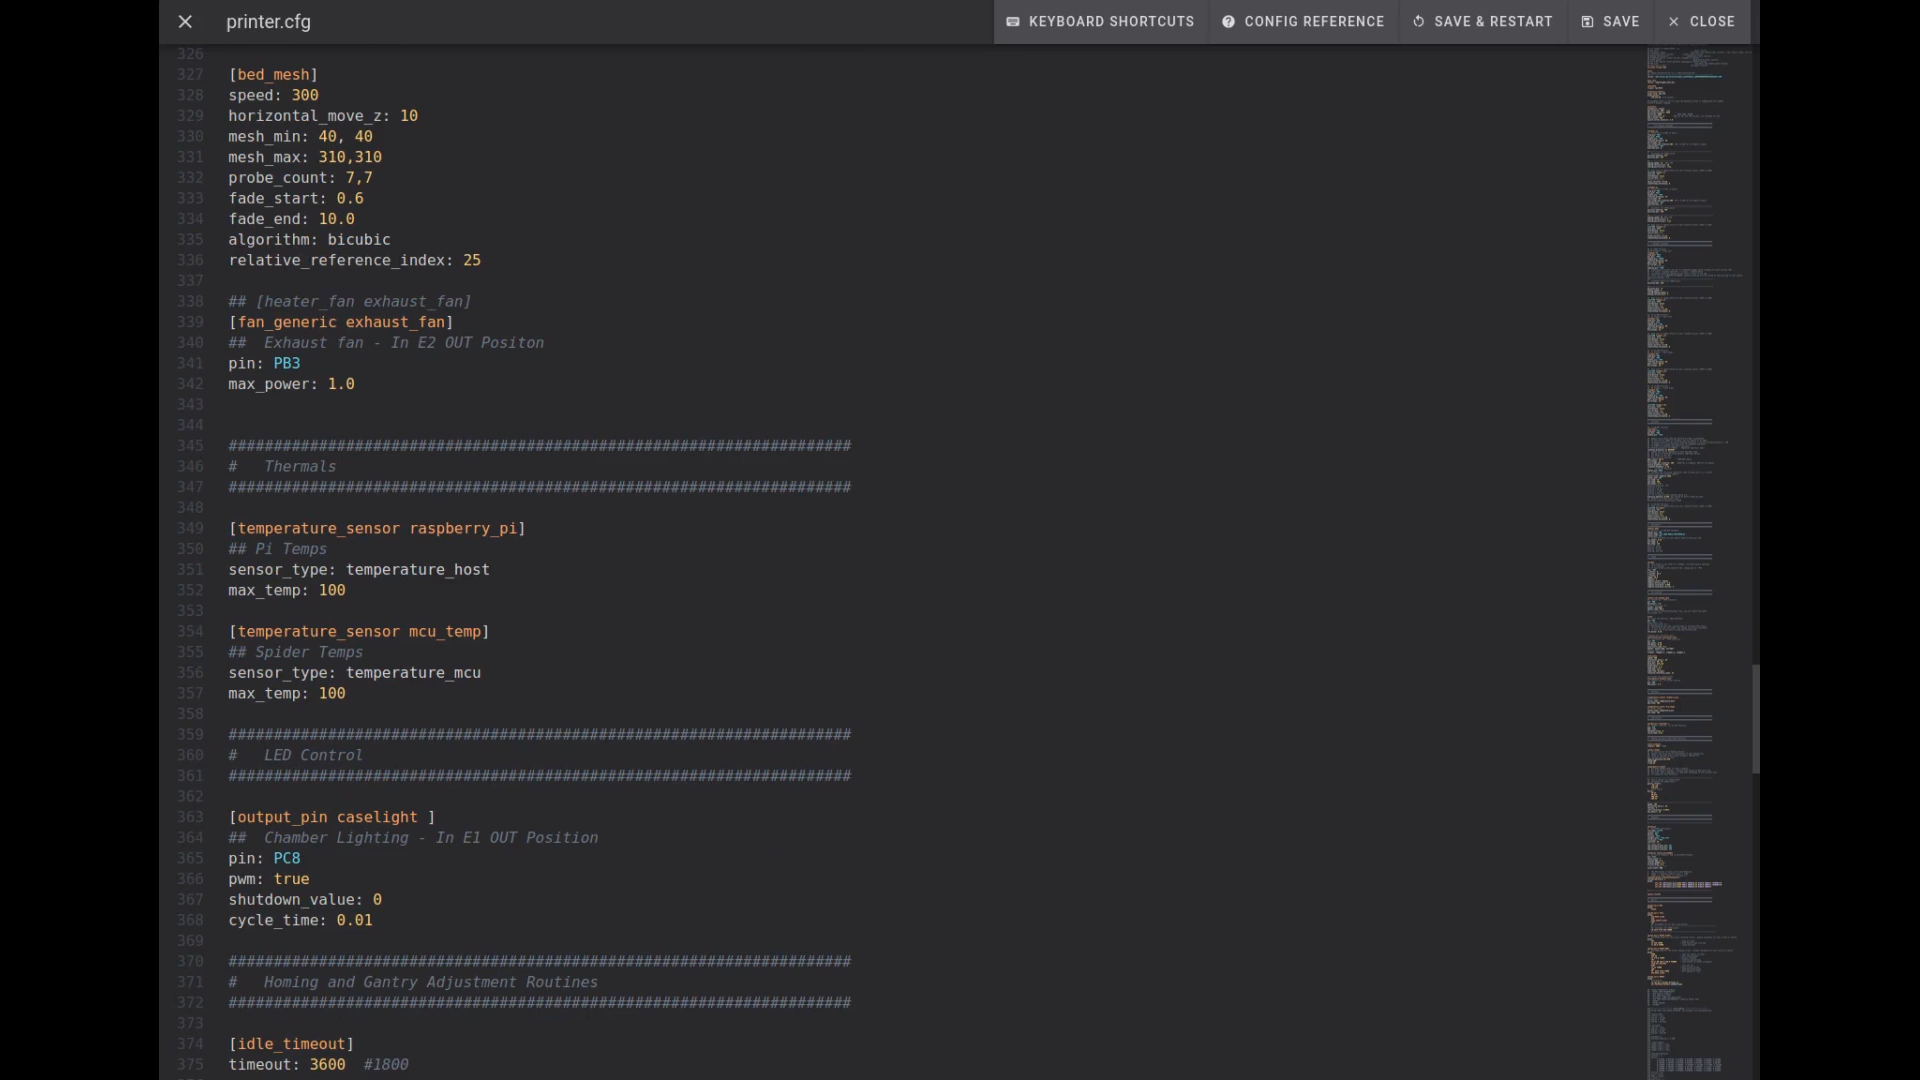 printer.cfg
KEYBOARD SHORTCUTS
CONFIG REFERENCE
SAVE & RESTART
SAVE
CLOSE
326
327 [bed_mesh]
328 speed: 300
329 horizontal_move_z: 10
330 mesh_min: 40, 40
331 mesh_max: 310,310
332 probe_count: 7,7
333 fade_start: 0.6
334 fade_end: 10.0
335 algorithm: bicubic
336 relative_reference_index: 25
337
338 ## [heater_fan exhaust_fan]
339 [fan_generic exhaust_fan]
340 ##  Exhaust fan - In E2 OUT Positon
341 pin: PB3
342 max_power: 1.0
343
344
345 #####################################################################
346 #   Thermals
347 #####################################################################
348
349 [temperature_sensor raspberry_pi]
350 ## Pi Temps
351 sensor_type: temperature_host
352 max_temp: 100
353
354 [temperature_sensor mcu_temp]
355 ## Spider Temps
356 sensor_type: temperature_mcu
357 max_temp: 100
358
359 #####################################################################
360 #   LED Control
361 #####################################################################
362
363 [output_pin caselight ]
364 ##  Chamber Lighting - In E1 OUT Position
365 pin: PC8
366 pwm: true
367 shutdown_value: 0
368 cycle_time: 0.01
369
370 #####################################################################
371 #   Homing and Gantry Adjustment Routines
372 #####################################################################
373
374 [idle_timeout]
375 timeout: 3600  #1800